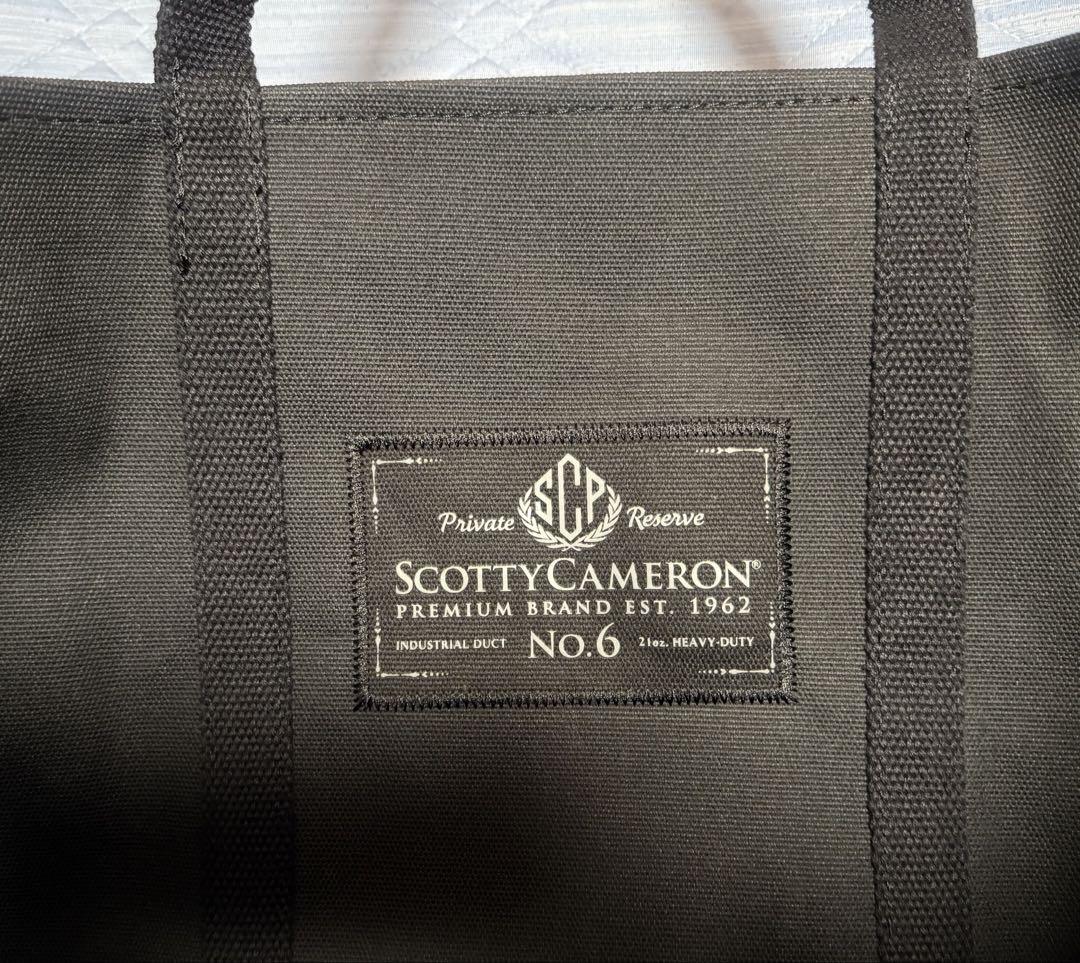 SCP
Private Reserve
SCOTTYCAMERON®
PREMIUM BRAND EST. 1962
INDUSTRIAL DUCT No.6 21oz. HEAVY-DUTY